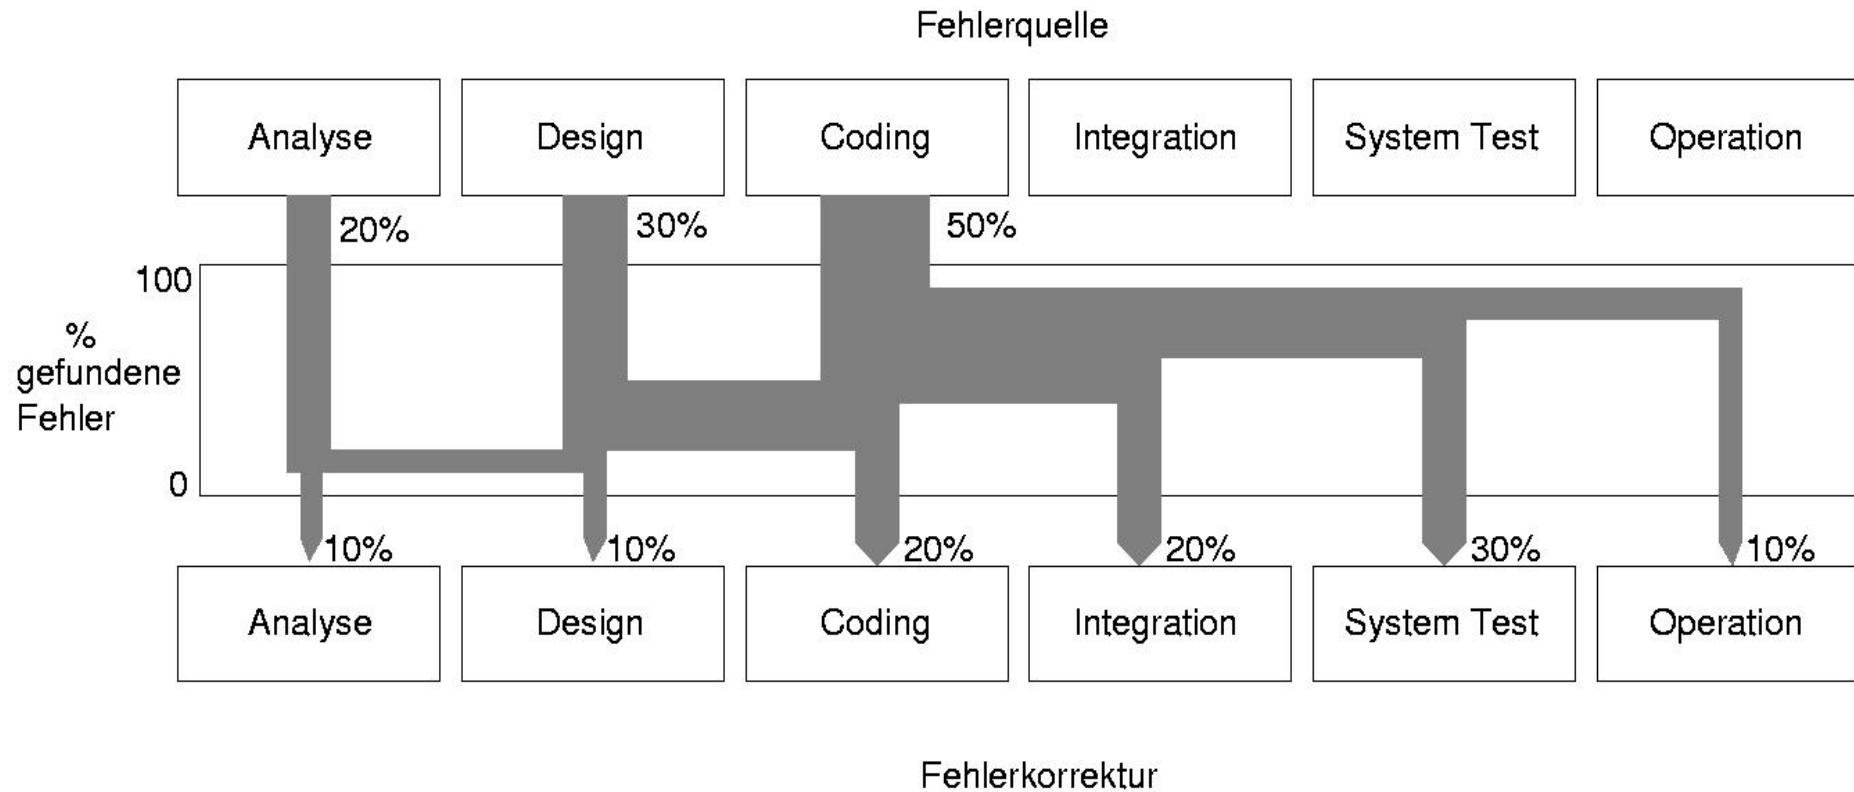 Fehlerquelle
Analyse
Design
Coding
Integration
System Test
Operation
20%
30%
50%
100
%
gefundene
Fehler
0
10%
10%
20%
20%
30%
10%
Analyse
Design
Coding
Integration
System Test
Operation
Fehlerkorrektur